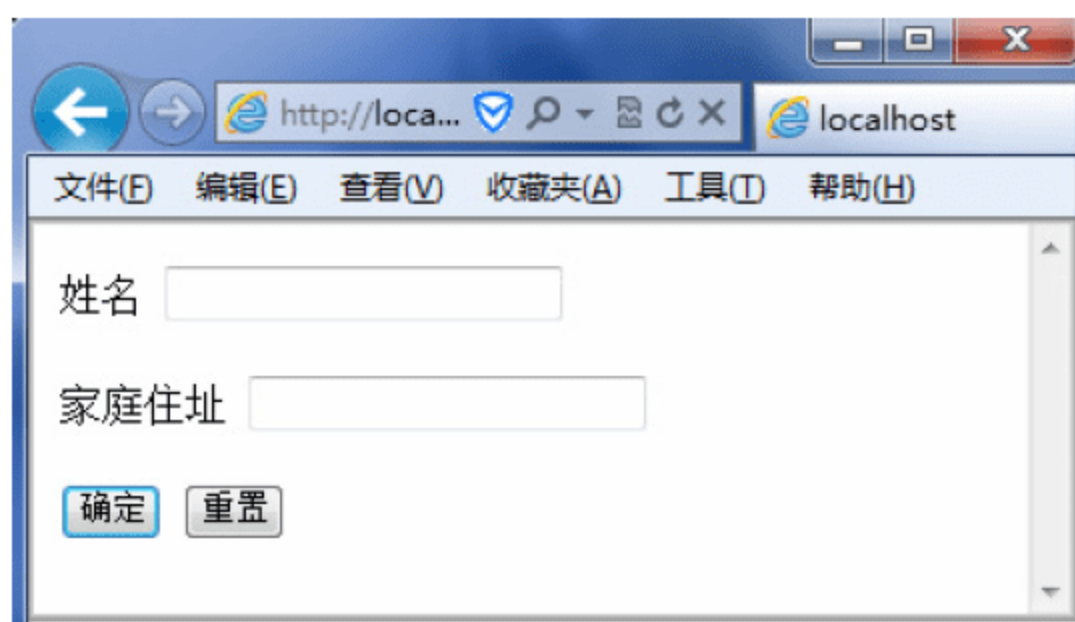 http://loca... localhost
文件(F) 编辑(E) 查看(V) 收藏夹(A) 工具(T) 帮助(H)
姓名
家庭住址
确定 重置